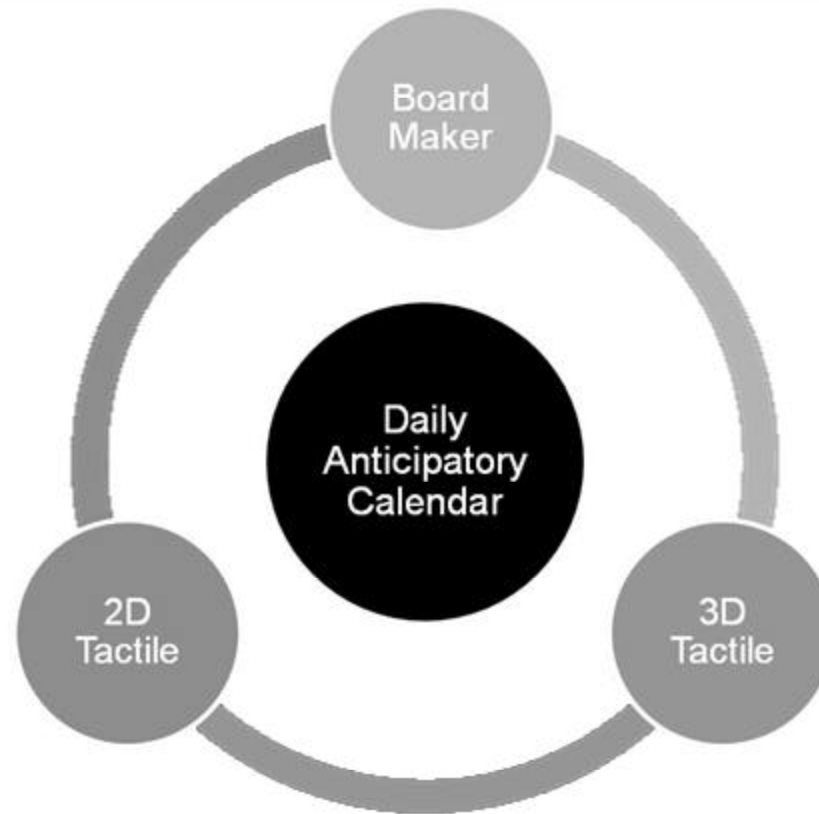 Board
Maker
Daily
Anticipatory
Calendar
2D
Tactile
3D
Tactile